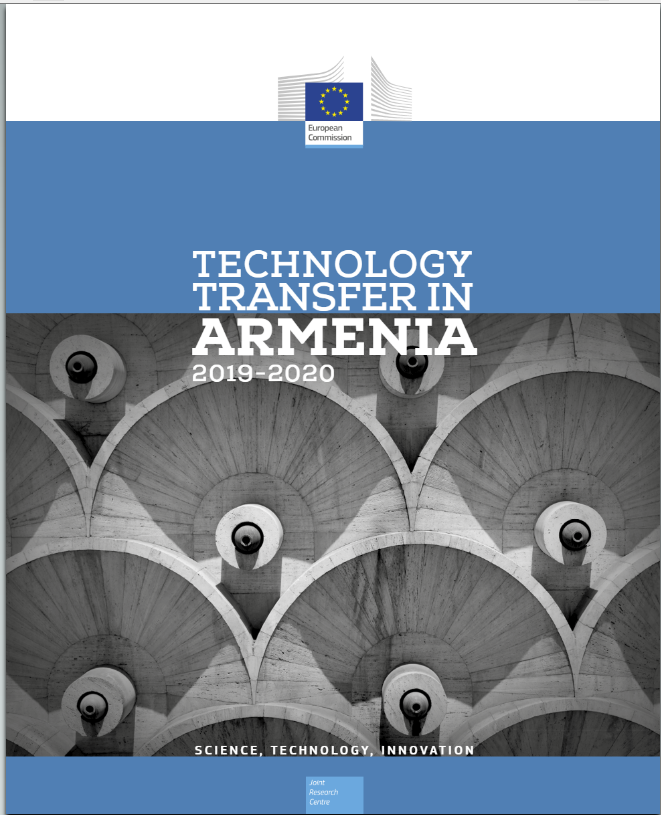 European
Commission
TECHNOLOGY
TRANSFER IN
ARMENIA
2019-2020
SCIENCE, TECHNOLOGY, INNOVATION
Joint
Research
Centre